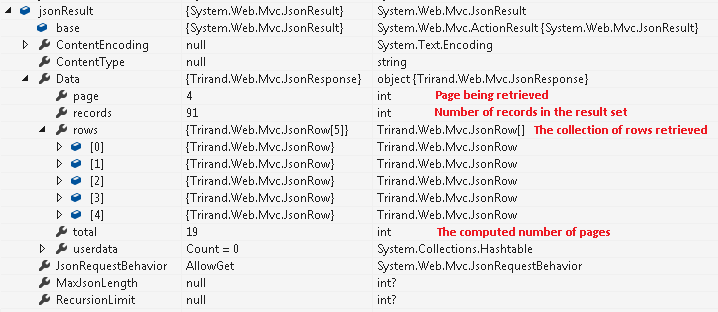 jsonResult {System.Web.Mvc.JsonResult} System.Web.Mvc.JsonResult
base {System.Web.Mvc.JsonResult} System.Web.Mvc.ActionResult {System.Web.Mvc.JsonResult}
ContentEncoding null System.Text.Encoding
ContentType null string
Data {Trirand.Web.Mvc.JsonResponse} object {Trirand.Web.Mvc.JsonResponse}
page 4 int Page being retrieved
records 91 int Number of records in the result set
rows {Trirand.Web.Mvc.JsonRow[5]} Trirand.Web.Mvc.JsonRow[] The collection of rows retrieved
[0] {Trirand.Web.Mvc.JsonRow} Trirand.Web.Mvc.JsonRow
[1] {Trirand.Web.Mvc.JsonRow} Trirand.Web.Mvc.JsonRow
[2] {Trirand.Web.Mvc.JsonRow} Trirand.Web.Mvc.JsonRow
[3] {Trirand.Web.Mvc.JsonRow} Trirand.Web.Mvc.JsonRow
[4] {Trirand.Web.Mvc.JsonRow} Trirand.Web.Mvc.JsonRow
total 19 int The computed number of pages
userdata Count = 0 System.Collections.Hashtable
JsonRequestBehavior AllowGet System.Web.Mvc.JsonRequestBehavior
MaxJsonLength null int?
RecursionLimit null int?